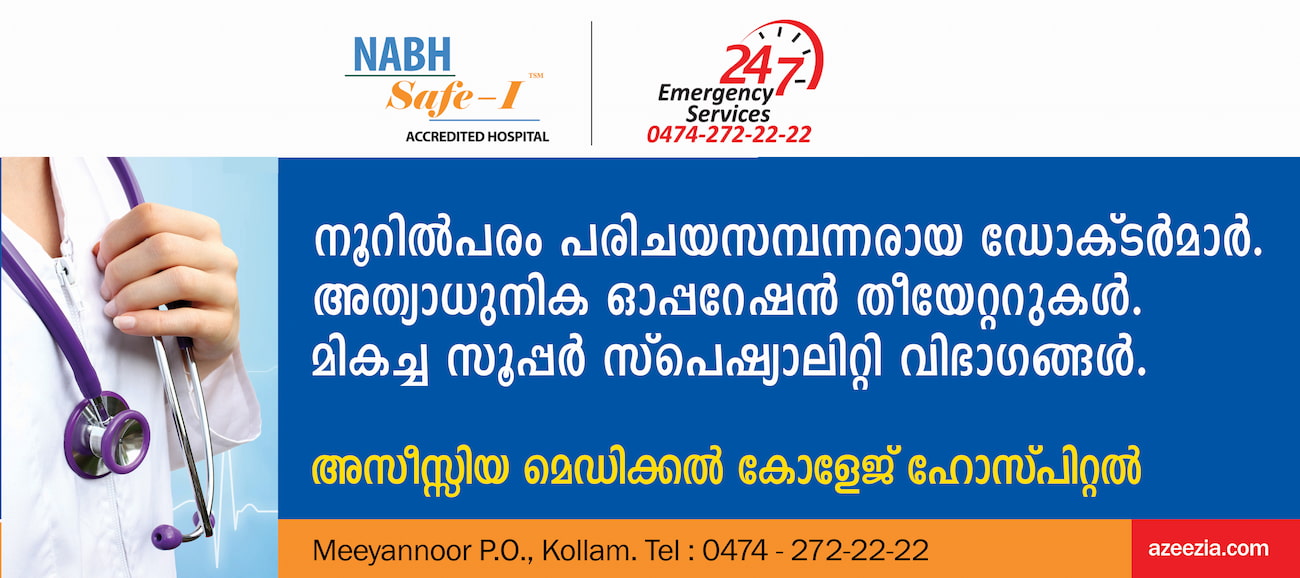 NABH
Safe-I™
ACCREDITED HOSPITAL
24 7
Emergency
Services
0474-272-22-22
നൂറിൽപരം പരിചയസമ്പന്നരായ ഡോക്ടർമാർ.
അത്യാധുനിക ഓപ്പറേഷൻ തീയേറ്ററുകൾ.
മികച്ച സൂപ്പർ സ്പെഷ്യാലിറ്റി വിഭാഗങ്ങൾ.
അസീസ്സിയ മെഡിക്കൽ കോളേജ് ഹോസ്പിറ്റൽ
Meeyannoor P.O., Kollam. Tel : 0474 - 272-22-22
azeezia.com